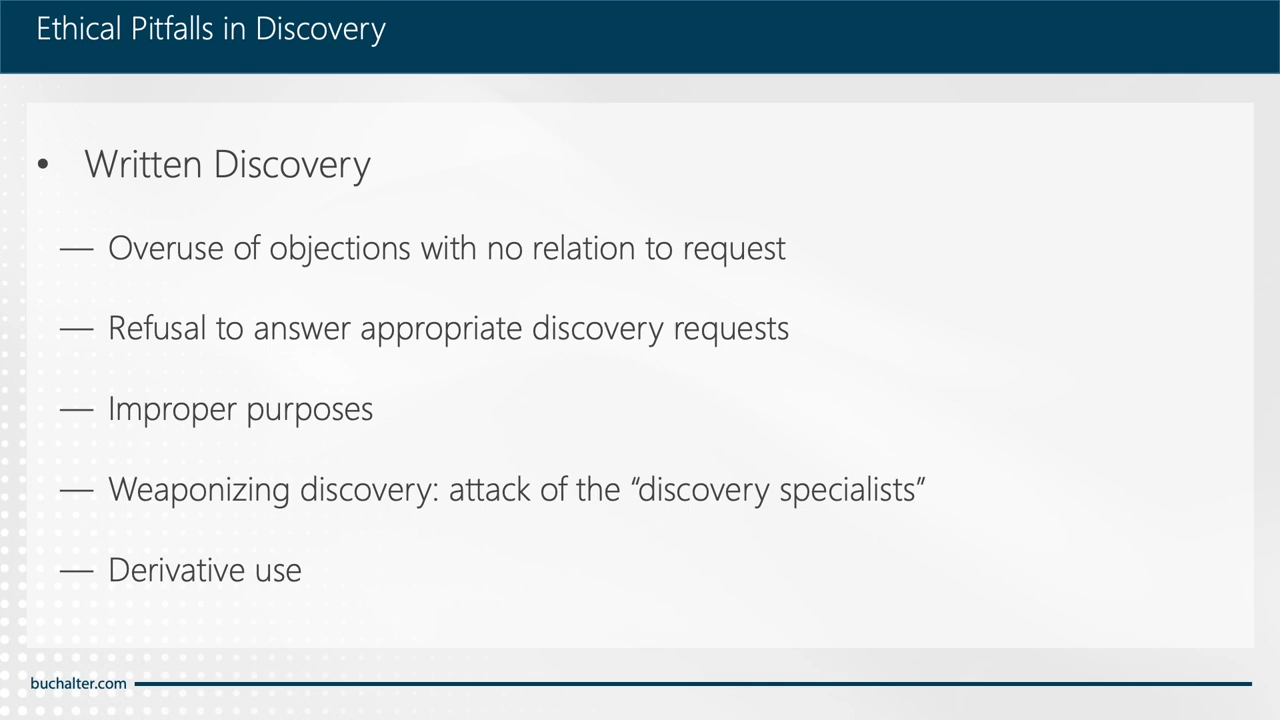 Ethical Pitfalls in Discovery
• Written Discovery
— Overuse of objections with no relation to request
— Refusal to answer appropriate discovery requests
— Improper purposes
— Weaponizing discovery: attack of the “discovery specialists”
— Derivative use
buchalter.com